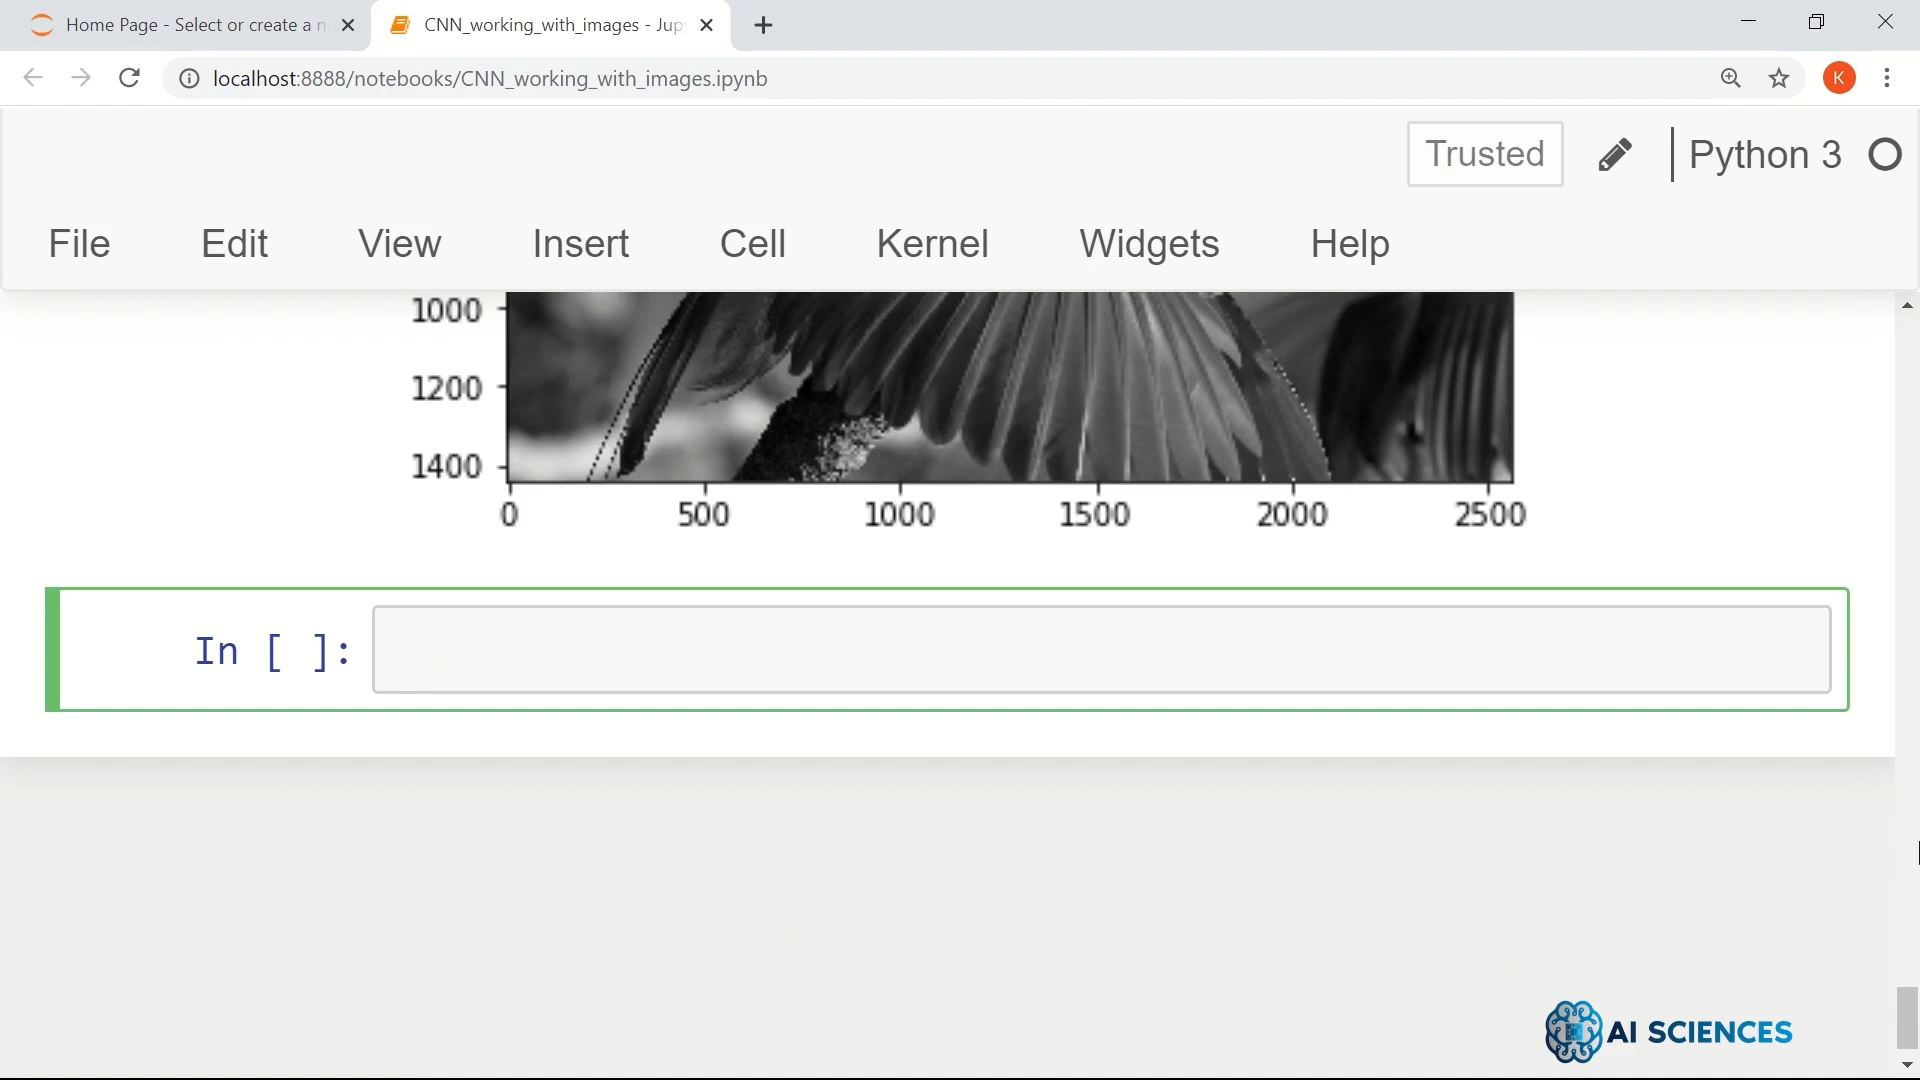 Home Page - Select or create a n
CNN_working_with_images - Jup
localhost:8888/notebooks/CNN_working_with_images.ipynb
K
Trusted
Python 3
File Edit View Insert Cell Kernel Widgets Help
1000
1200
1400
0 500 1000 1500 2000 2500
In [ ]:
AI SCIENCES